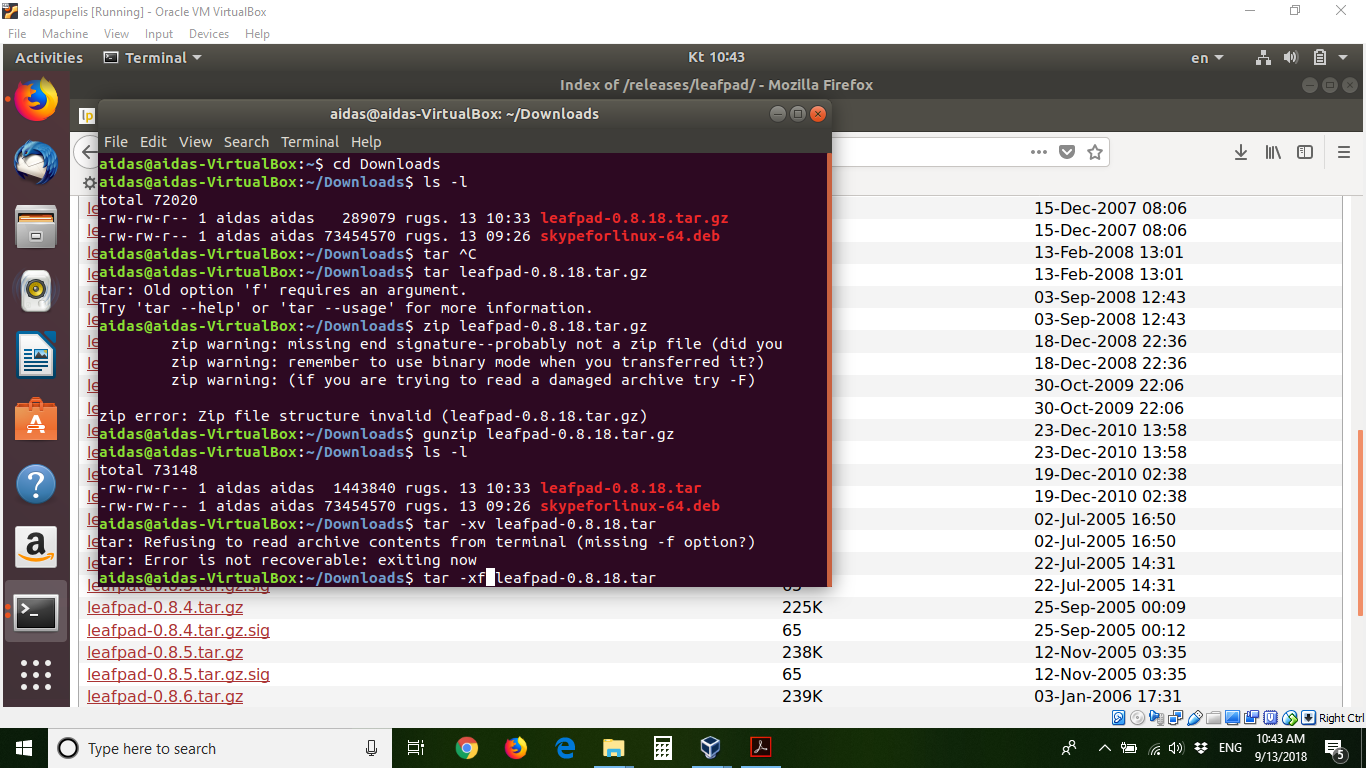 aidaspupelis [Running] - Oracle VM VirtualBox
File Machine View Input Devices Help
Activities Terminal Kt 10:43 en
Index of /releases/leafpad/ - Mozilla Firefox
lp
aidas@aidas-VirtualBox: ~/Downloads
File Edit View Search Terminal Help
aidas@aidas-VirtualBox:~$ cd Downloads
aidas@aidas-VirtualBox:~/Downloads$ ls -l
total 72020
-rw-rw-r-- 1 aidas aidas   289079 rugs. 13 10:33 leafpad-0.8.18.tar.gz
-rw-rw-r-- 1 aidas aidas 73454570 rugs. 13 09:26 skypeforlinux-64.deb
aidas@aidas-VirtualBox:~/Downloads$ tar ^C
aidas@aidas-VirtualBox:~/Downloads$ tar leafpad-0.8.18.tar.gz
tar: Old option 'f' requires an argument.
Try 'tar --help' or 'tar --usage' for more information.
aidas@aidas-VirtualBox:~/Downloads$ zip leafpad-0.8.18.tar.gz
zip warning: missing end signature--probably not a zip file (did you
zip warning: remember to use binary mode when you transferred it?)
zip warning: (if you are trying to read a damaged archive try -F)
zip error: Zip file structure invalid (leafpad-0.8.18.tar.gz)
aidas@aidas-VirtualBox:~/Downloads$ gunzip leafpad-0.8.18.tar.gz
aidas@aidas-VirtualBox:~/Downloads$ ls -l
total 73148
-rw-rw-r-- 1 aidas aidas  1443840 rugs. 13 10:33 leafpad-0.8.18.tar
-rw-rw-r-- 1 aidas aidas 73454570 rugs. 13 09:26 skypeforlinux-64.deb
aidas@aidas-VirtualBox:~/Downloads$ tar -xv leafpad-0.8.18.tar
tar: Refusing to read archive contents from terminal (missing -f option?)
tar: Error is not recoverable: exiting now
aidas@aidas-VirtualBox:~/Downloads$ tar -xf leafpad-0.8.18.tar
15-Dec-2007 08:06
15-Dec-2007 08:06
13-Feb-2008 13:01
13-Feb-2008 13:01
03-Sep-2008 12:43
03-Sep-2008 12:43
18-Dec-2008 22:36
18-Dec-2008 22:36
30-Oct-2009 22:06
30-Oct-2009 22:06
23-Dec-2010 13:58
23-Dec-2010 13:58
19-Dec-2010 02:38
19-Dec-2010 02:38
02-Jul-2005 16:50
02-Jul-2005 16:50
22-Jul-2005 14:31
22-Jul-2005 14:31
leafpad-0.8.4.tar.gz 225K 25-Sep-2005 00:09
leafpad-0.8.4.tar.gz.sig 65 25-Sep-2005 00:12
leafpad-0.8.5.tar.gz 238K 12-Nov-2005 03:35
leafpad-0.8.5.tar.gz.sig 65 12-Nov-2005 03:35
leafpad-0.8.6.tar.gz 239K 03-Jan-2006 17:31
Right Ctrl
Type here to search
ENG
10:43 AM
9/13/2018
5